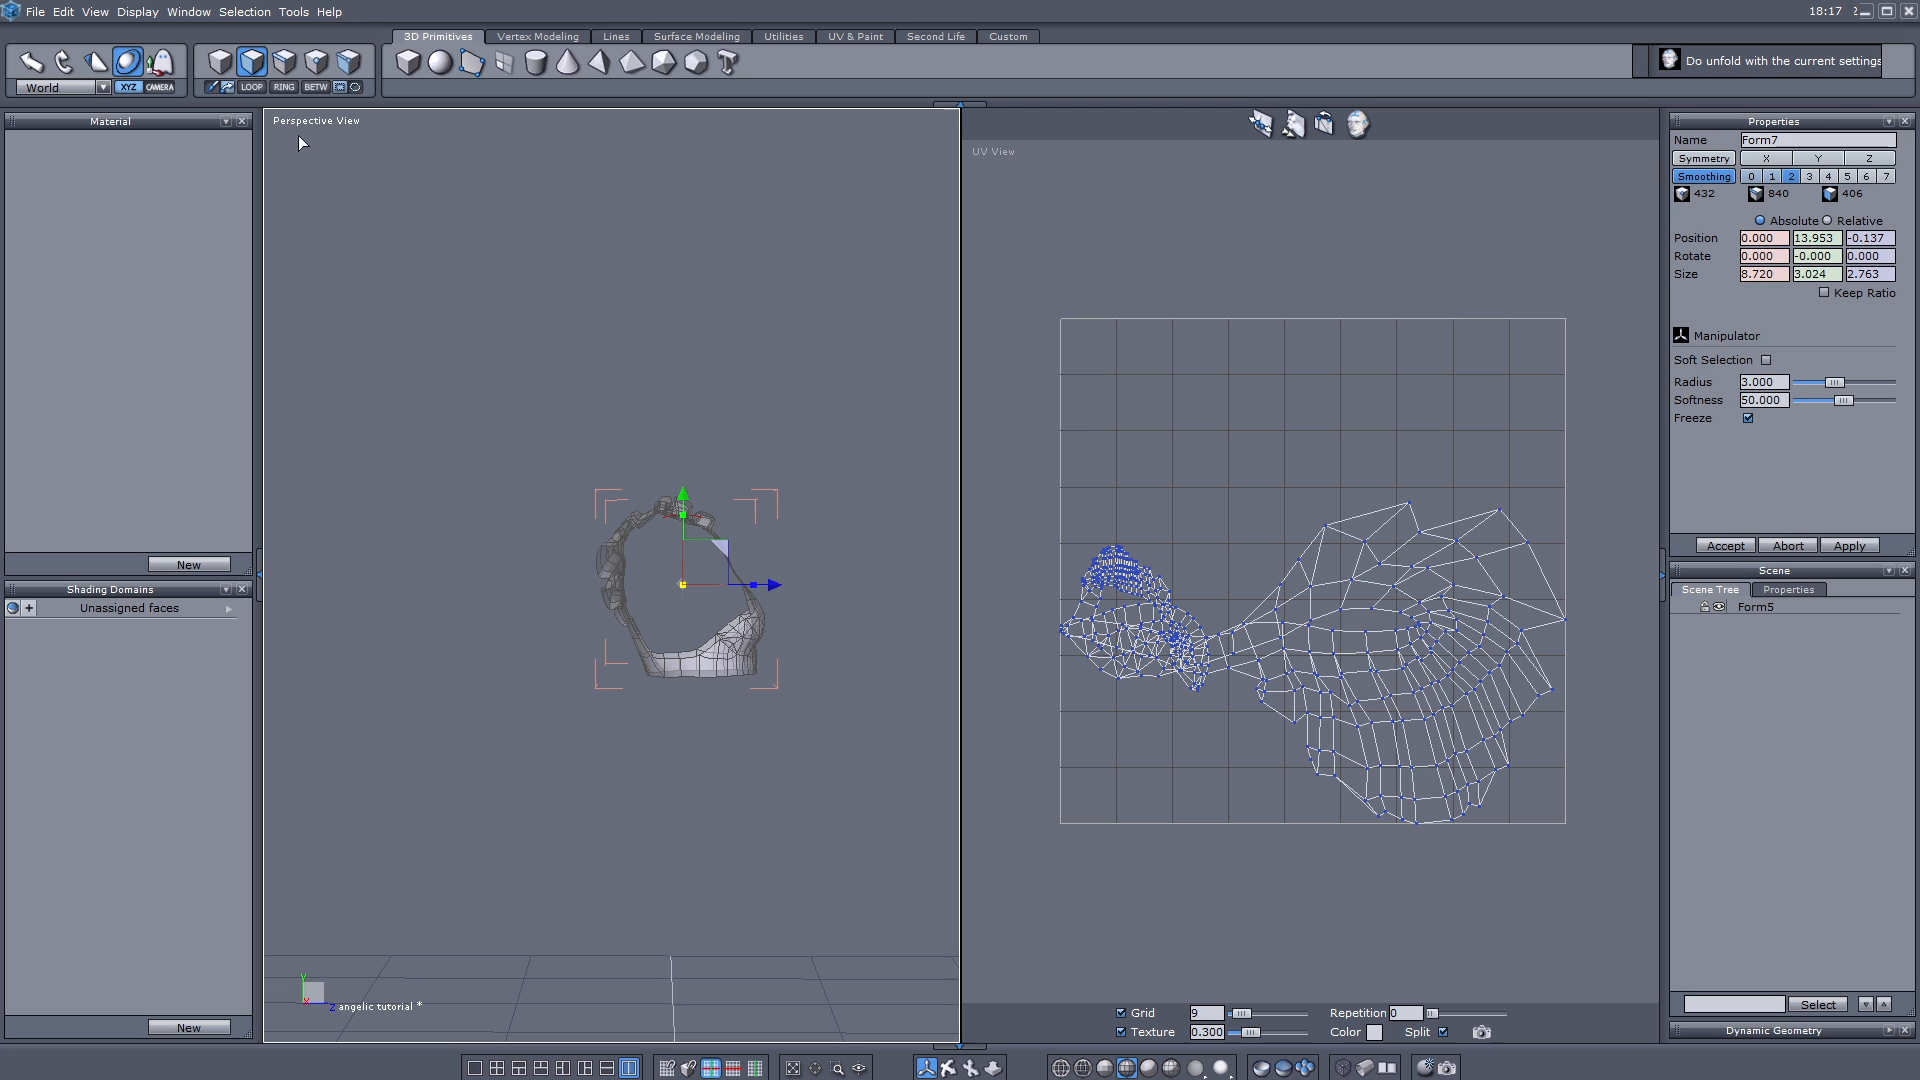 File Edit View Display Window Selection Tools Help
18:17
3D Primitives Vertex Modeling Lines Surface Modeling Utilities UV & Paint Second Life Custom
Do unfold with the current settings
World XYZ CAMERA LOOP RING BETW
Material
New
Shading Domains
Unassigned faces
New
Perspective View
Y
X
Z angelic tutorial *
UV View
Grid 9 Repetition 0
Texture 0.300 Color Split
Properties
Name Form7
Symmetry X Y Z
Smoothing 0 1 2 3 4 5 6 7
432 840 406
Absolute Relative
Position 0.000 13.953 -0.137
Rotate 0.000 -0.000 0.000
Size 8.720 3.024 2.763
Keep Ratio
Manipulator
Soft Selection
Radius 3.000
Softness 50.000
Freeze
Accept Abort Apply
Scene
Scene Tree Properties
Form5
Select
Dynamic Geometry